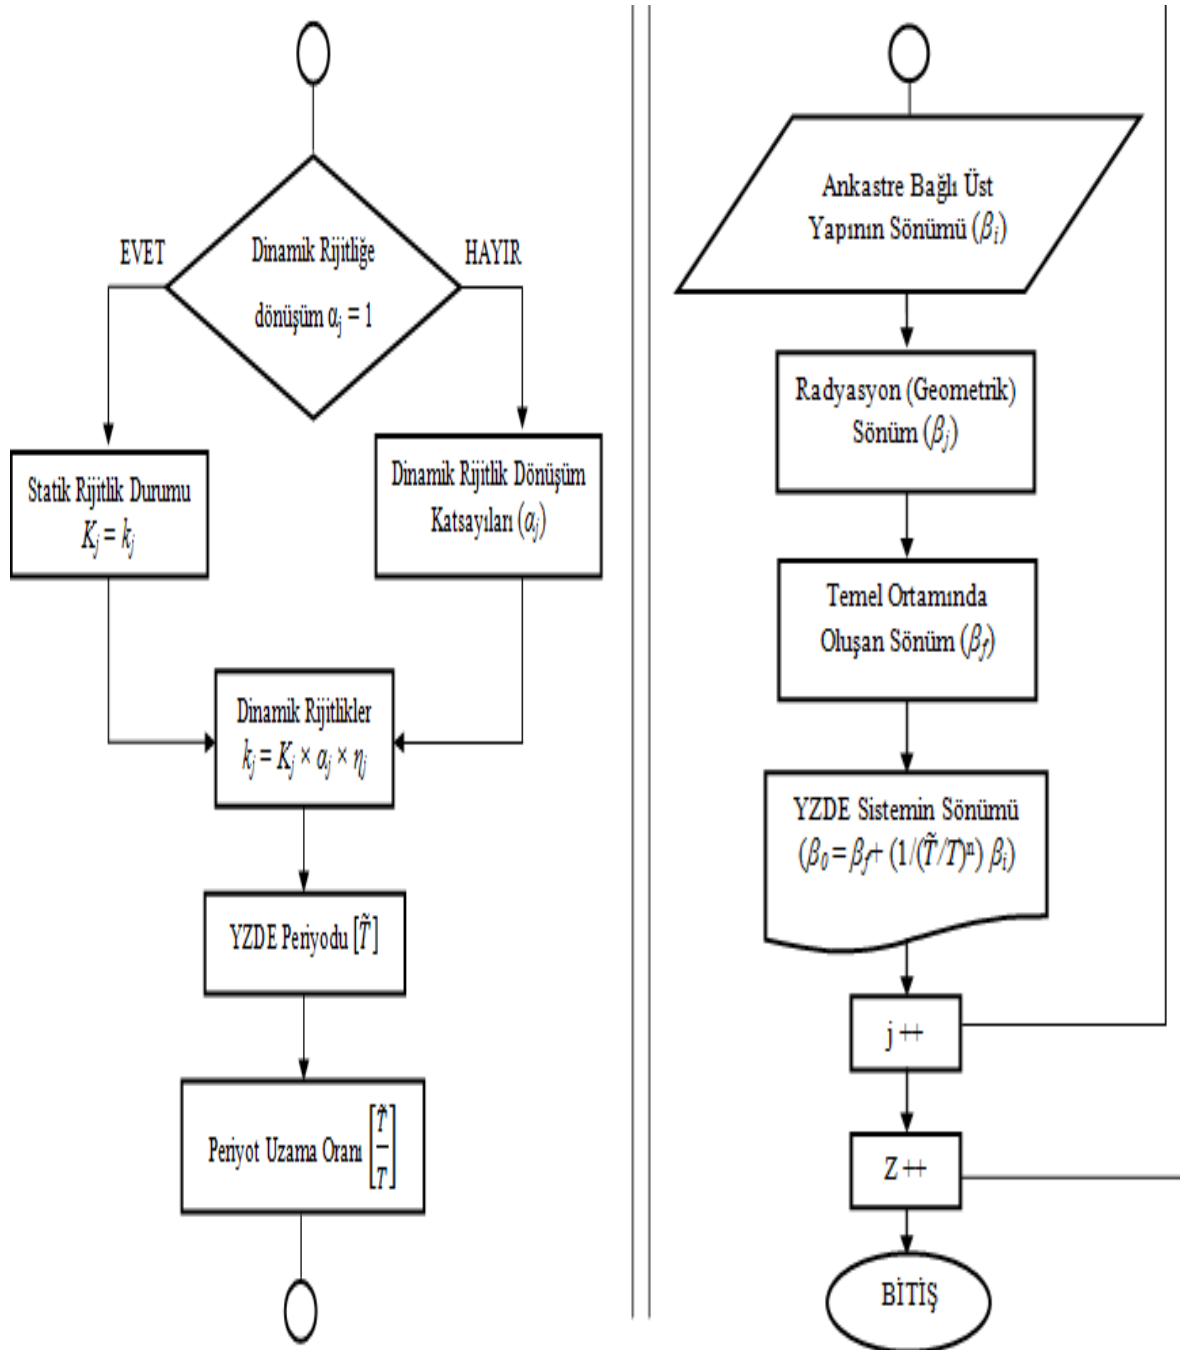 EVET
Dinamik Rijitliğe
dönüşüm αj = 1
HAYIR
Statik Rijitlik Durumu
Kj = kj
Dinamik Rijitlik Dönüşüm
Katsayıları (αj)
Dinamik Rijitlikler
kj = Kj × αj × ηj
YZDE Periyodu [T̃]
Periyot Uzama Oranı [T̃/T]
Ankastre Bağlı Üst
Yapının Sönümü (βi)
Radyasyon (Geometrik)
Sönüm (βj)
Temel Ortamında
Oluşan Sönüm (βf)
YZDE Sistemin Sönümü
(β0 = βf+ (1/(T̃/T)ⁿ) βi)
j ++
Z ++
BİTİŞ